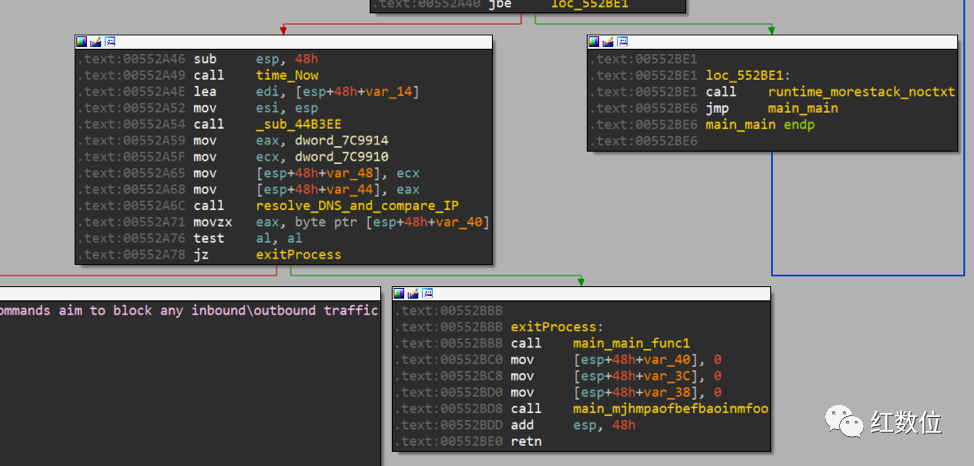 .text:00552A40 jbe     loc_552BE1
.text:00552A46 sub     esp, 48h
.text:00552A49 call    time_Now
.text:00552A4E lea     edi, [esp+48h+var_14]
.text:00552A52 mov     esi, esp
.text:00552A54 call    _sub_44B3EE
.text:00552A59 mov     eax, dword_7C9914
.text:00552A5F mov     ecx, dword_7C9910
.text:00552A65 mov     [esp+48h+var_48], ecx
.text:00552A68 mov     [esp+48h+var_44], eax
.text:00552A6C call    resolve_DNS_and_compare_IP
.text:00552A71 movzx   eax, byte ptr [esp+48h+var_40]
.text:00552A76 test    al, al
.text:00552A78 jz      exitProcess
.text:00552BE1
.text:00552BE1 loc_552BE1:
.text:00552BE1 call    runtime_morestack_noctxt
.text:00552BE6 jmp     main_main
.text:00552BE6 main_main endp
.text:00552BE6
ommands aim to block any inbound\outbound traffic
.text:00552BBB
.text:00552BBB exitProcess:
.text:00552BBB call    main_main_func1
.text:00552BC0 mov     [esp+48h+var_40], 0
.text:00552BC8 mov     [esp+48h+var_3C], 0
.text:00552BD0 mov     [esp+48h+var_38], 0
.text:00552BD8 call    main_mjhmpaofbefbaoinmfoo
.text:00552BDD add     esp, 48h
.text:00552BE0 retn
红数位